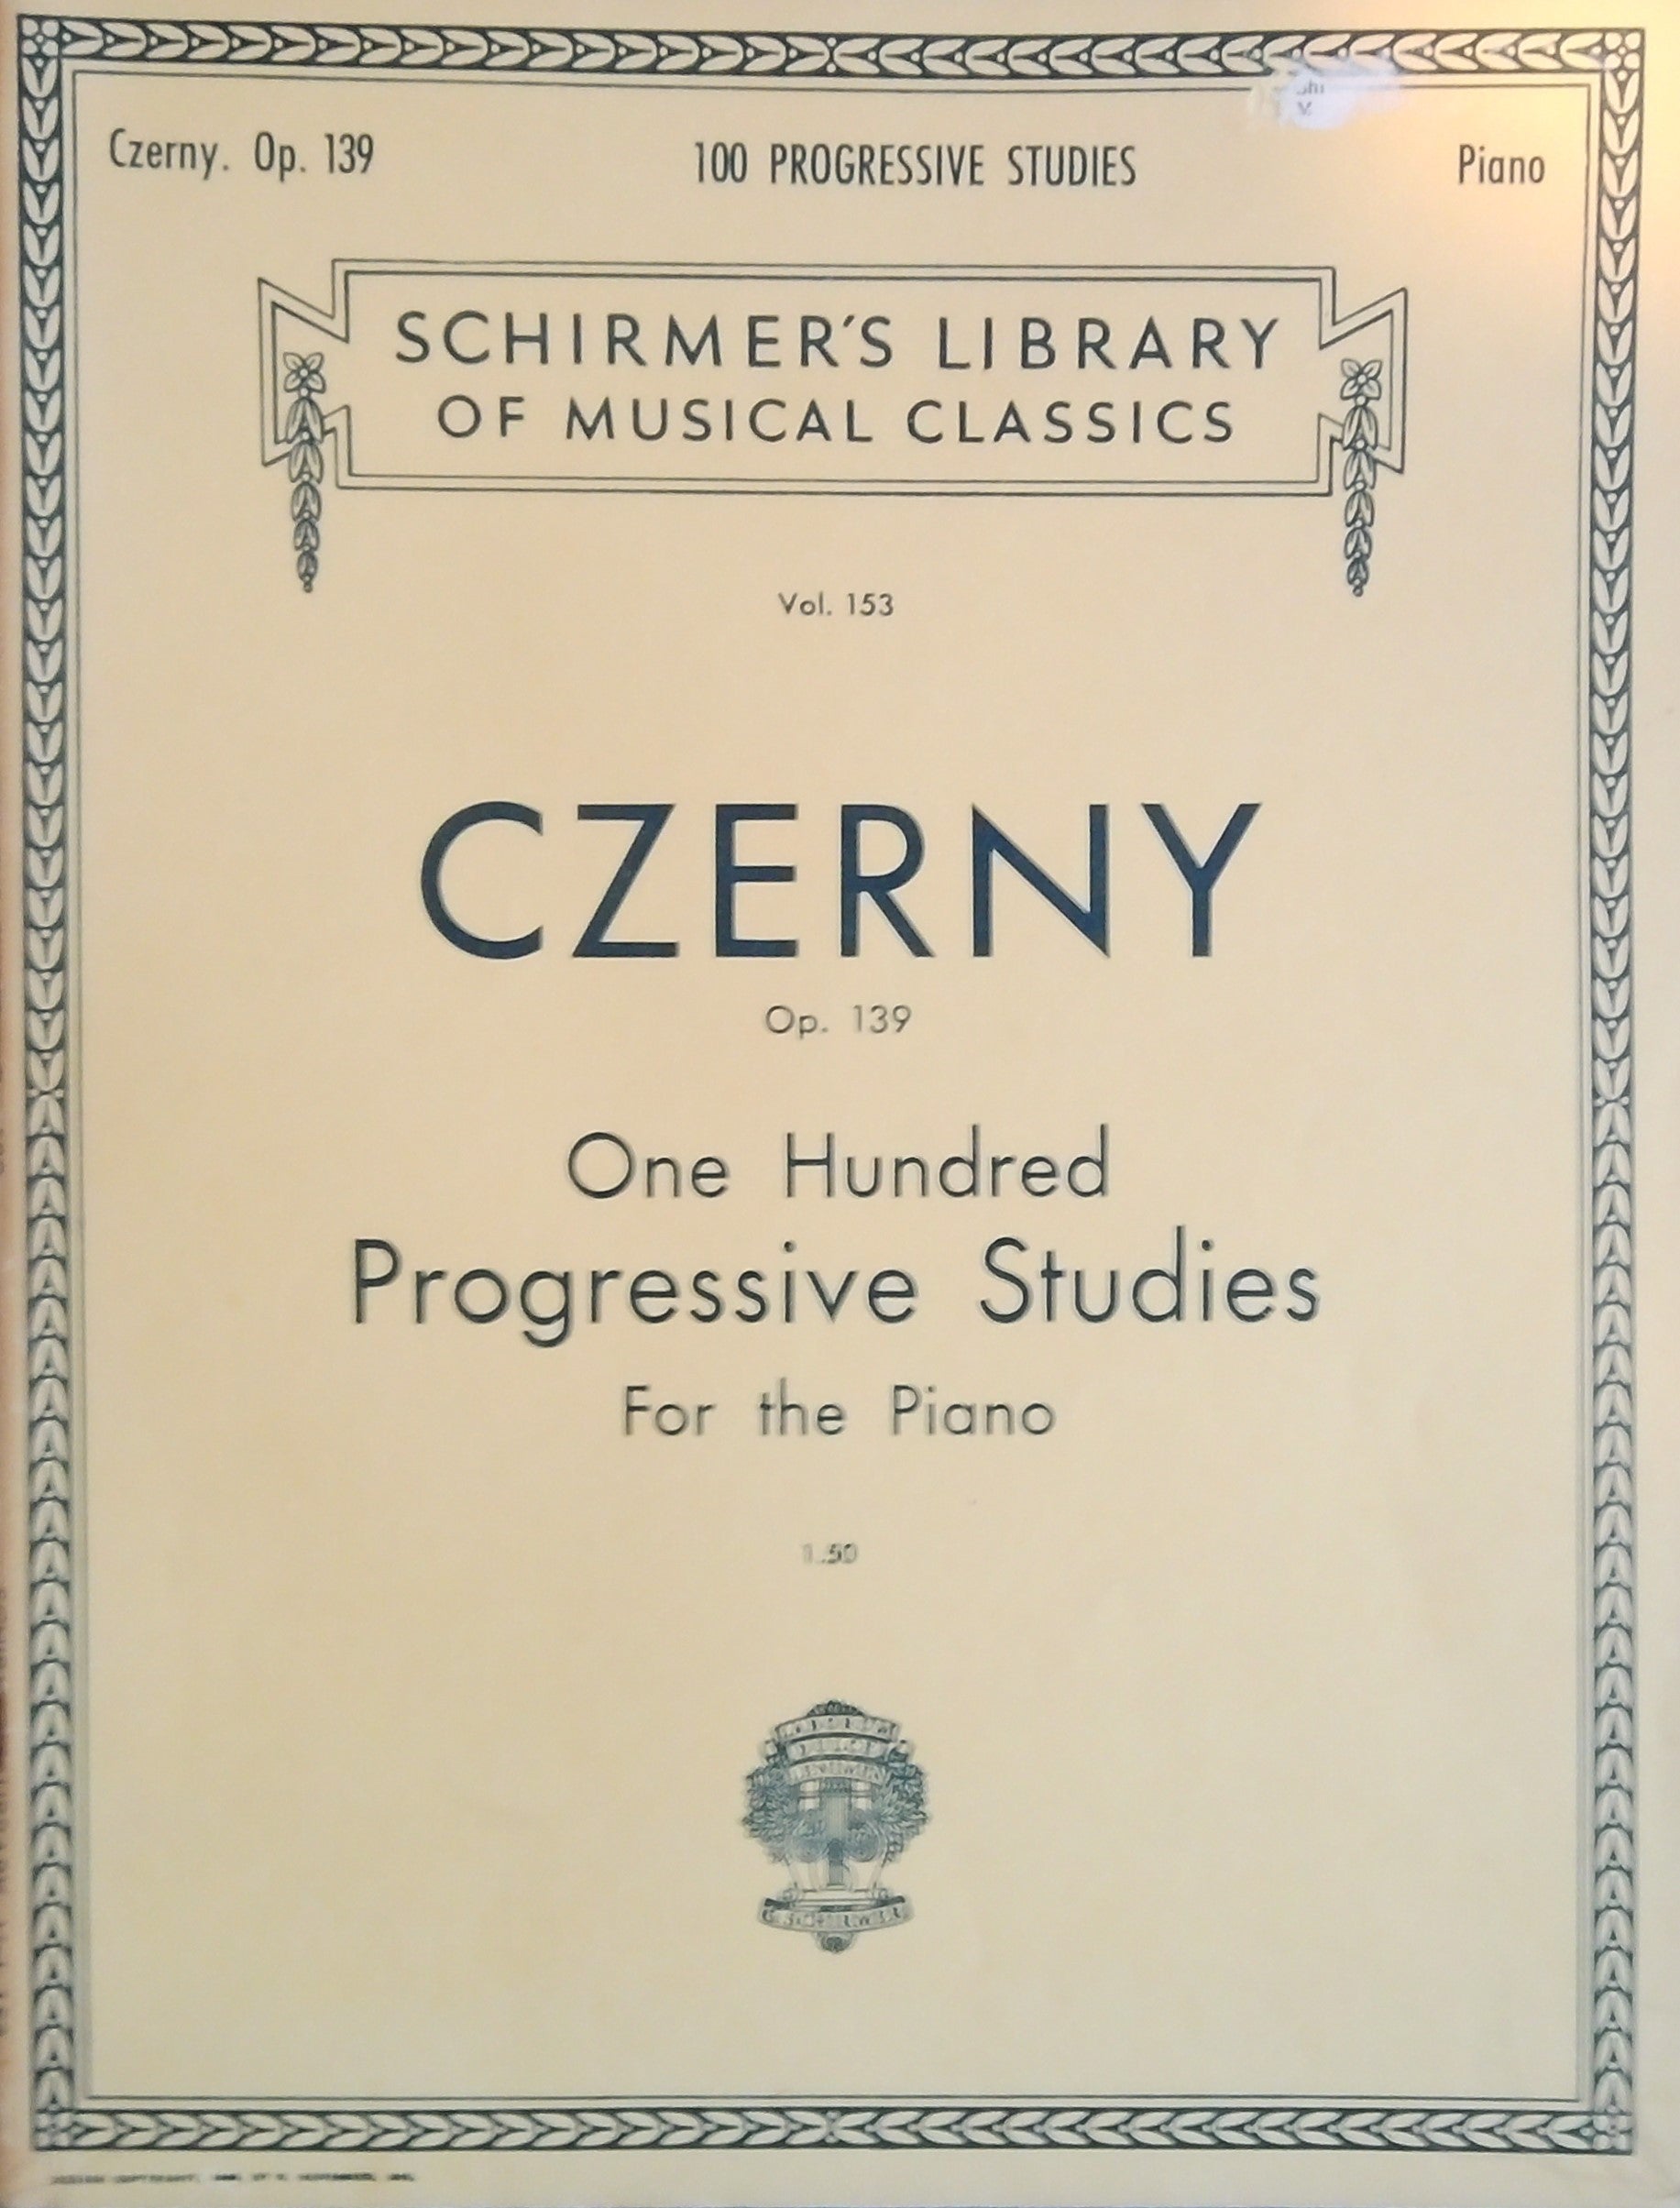 Czerny. Op. 139 100 PROGRESSIVE STUDIES Piano
SCHIRMER'S LIBRARY
OF MUSICAL CLASSICS
Vol. 153
CZERNY
Op. 139
One Hundred
Progressive Studies
For the Piano
1.50